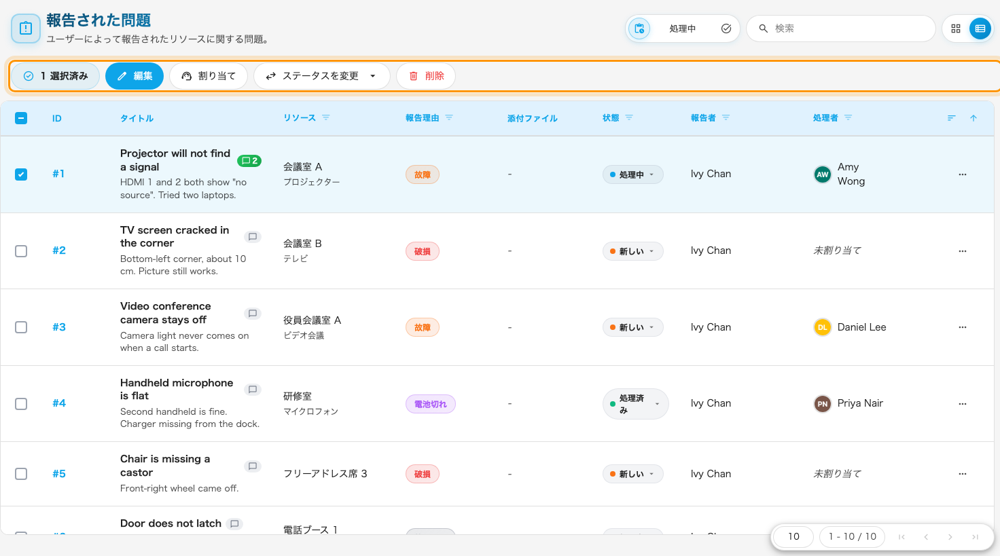 報告された問題
ユーザーによって報告されたリソースに関する問題。
処理中
検索
1 選択済み
編集
割り当て
ステータスを変更
削除
ID
タイトル
リソース
報告理由
添付ファイル
状態
報告者
処理者
#1
Projector will not find
a signal
2
HDMI 1 and 2 both show "no
source". Tried two laptops.
会議室 A
プロジェクター
故障
-
処理中
Ivy Chan
AW
Amy
Wong
#2
TV screen cracked in
the corner
Bottom-left corner, about 10
cm. Picture still works.
会議室 B
テレビ
破損
-
新しい
Ivy Chan
未割り当て
#3
Video conference
camera stays off
Camera light never comes on
when a call starts.
役員会議室 A
ビデオ会議
故障
-
新しい
Ivy Chan
DL
Daniel Lee
#4
Handheld microphone
is flat
Second handheld is fine.
Charger missing from the dock.
研修室
マイクロフォン
電池切れ
-
処理済
み
Ivy Chan
PN
Priya Nair
#5
Chair is missing a
castor
Front-right wheel came off.
フリーアドレス席 3
破損
-
新しい
Ivy Chan
未割り当て
Door does not latch
電話ブース 1
10
1 - 10 / 10